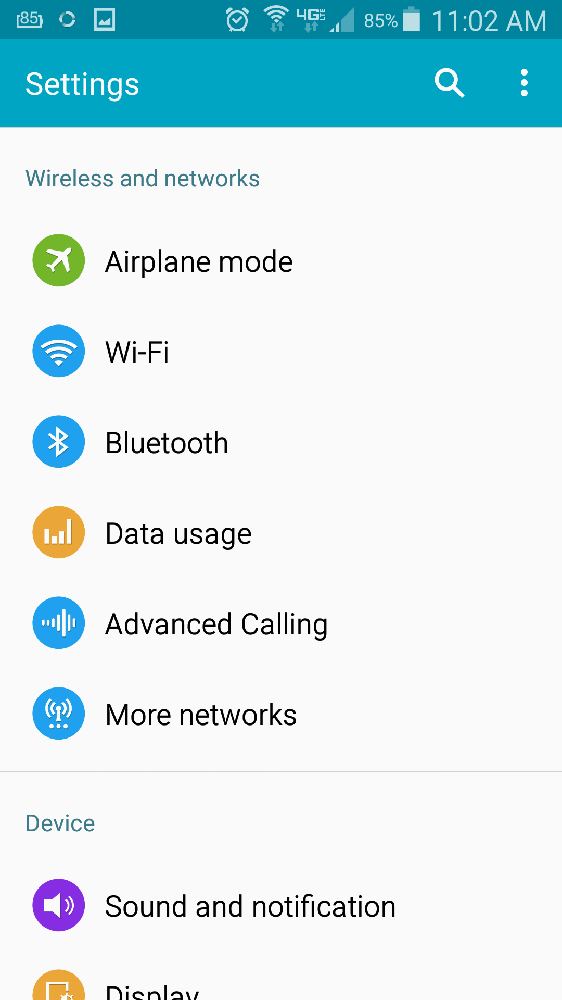 85 4G LTE 85% 11:02 AM
Settings
Wireless and networks
Airplane mode
Wi-Fi
Bluetooth
Data usage
Advanced Calling
More networks
Device
Sound and notification
Display